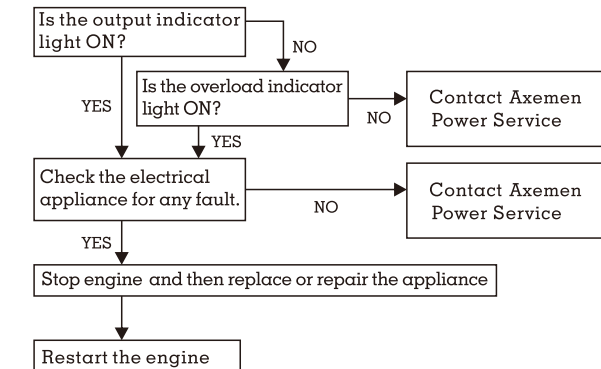 Is the output indicator
light ON?
NO
Is the overload indicator
light ON?
YES
NO
Contact Axemen
Power Service
YES
Check the electrical
appliance for any fault.
NO
Contact Axemen
Power Service
YES
Stop engine and then replace or repair the appliance
Restart the engine